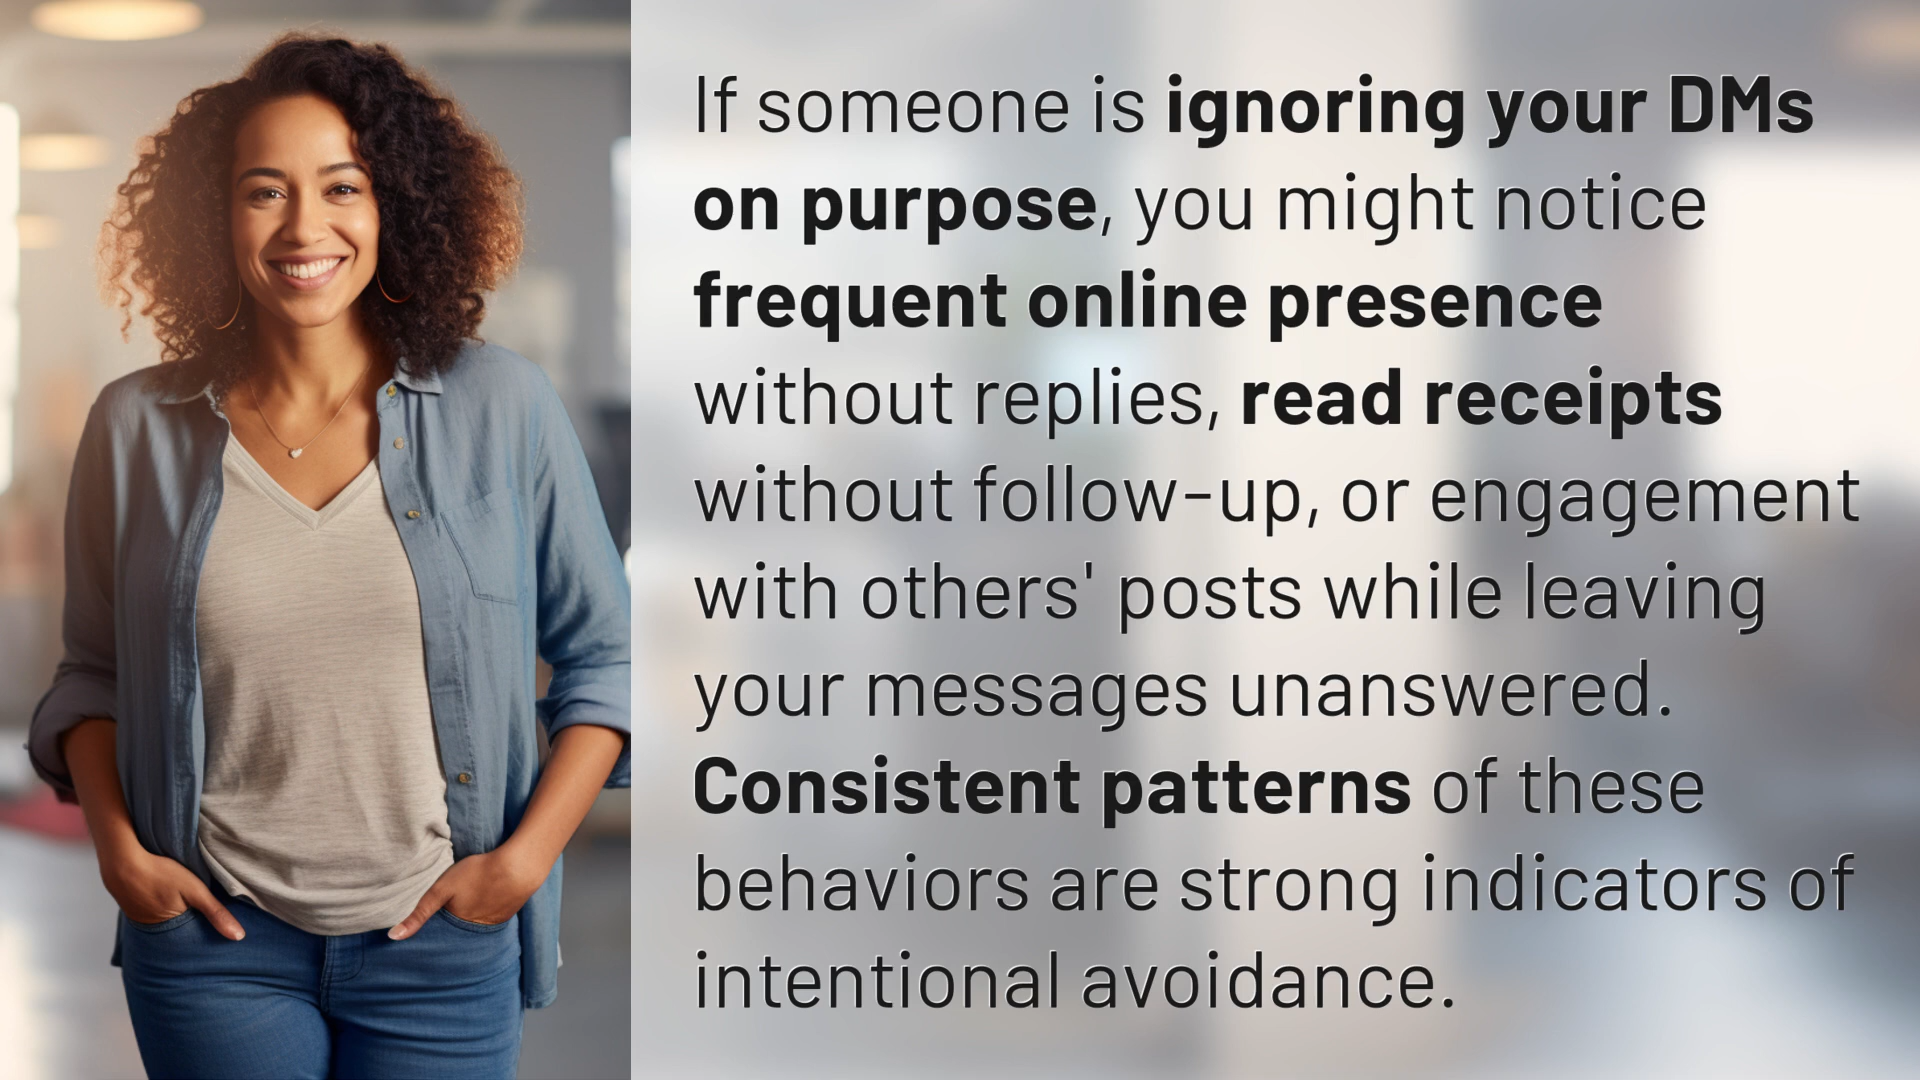 If someone is ignoring your DMs
on purpose, you might notice
frequent online presence
without replies, read receipts
without follow-up, or engagement
with others' posts while leaving
your messages unanswered.
Consistent patterns of these
behaviors are strong indicators of
intentional avoidance.